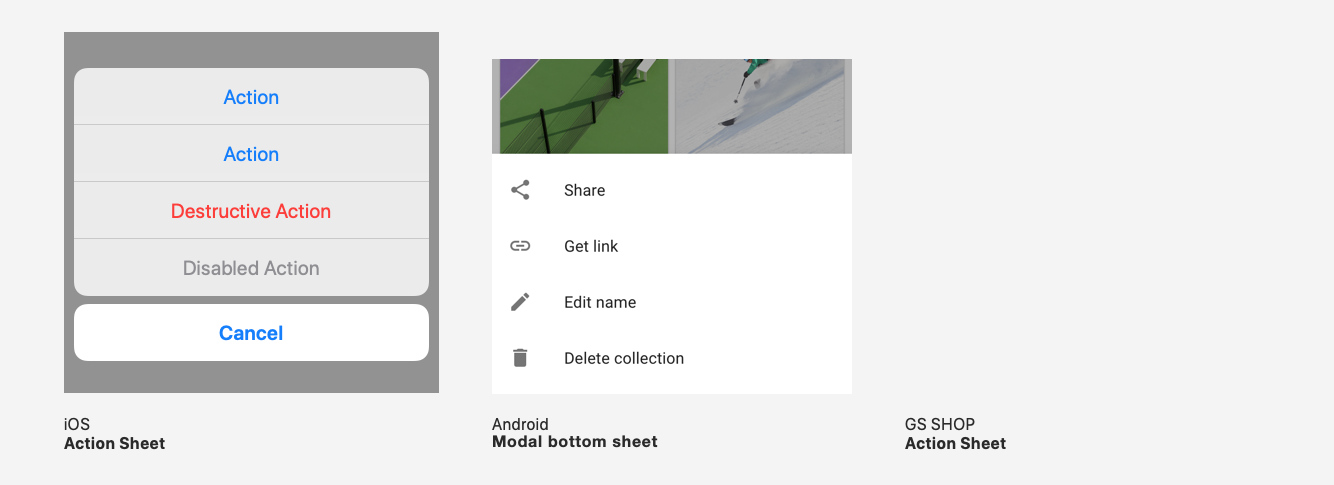 Action
Action
Destructive Action
Disabled Action
Cancel
iOS
Action Sheet
Share
Get link
Edit name
Delete collection
Android
Modal bottom sheet
GS SHOP
Action Sheet